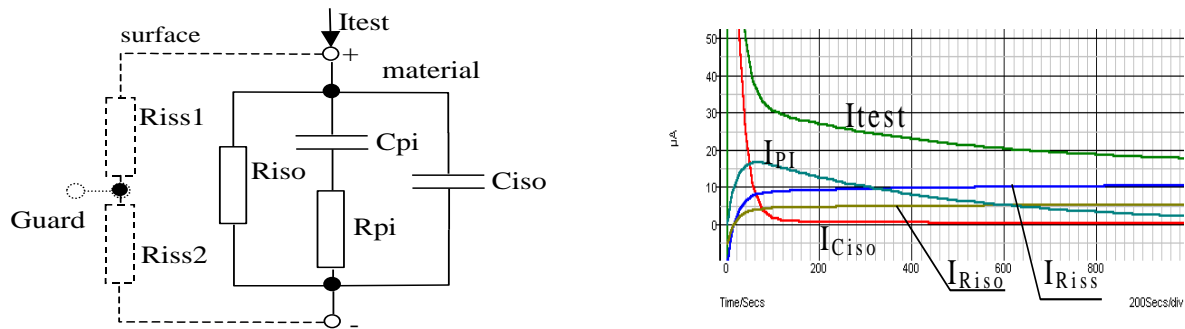 Itest
surface
+
material
Riss1
Cpi
Riso
Ciso
Guard
Rpi
Riss2
-
50
40
30
20
10
0
µA
Itest
IPI
ICiso
IRiso
IRiss
0
200
400
600
800
Time/Secs
200Secs/div